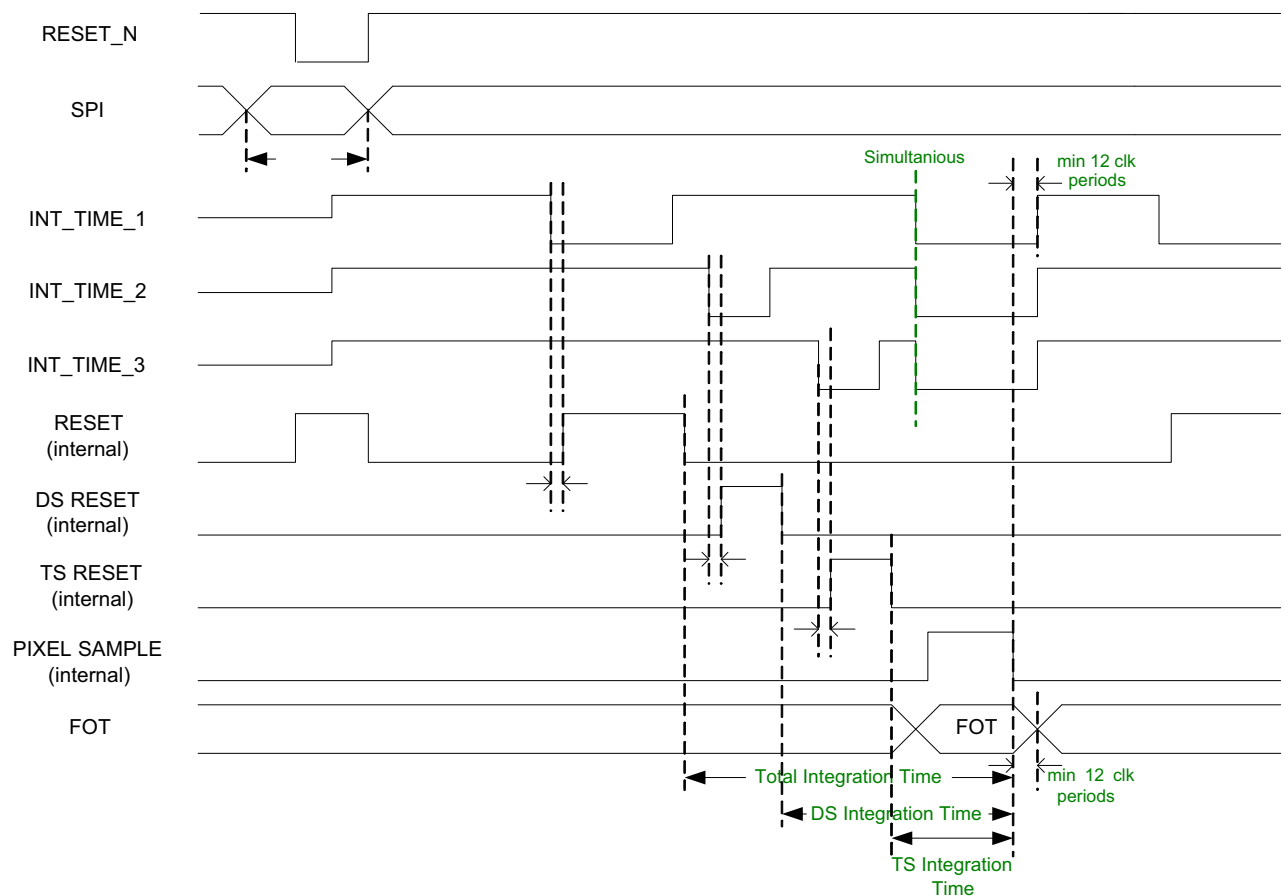 RESET_N
SPI
Simultanious
min 12 clk
periods
INT_TIME_1
INT_TIME_2
INT_TIME_3
RESET
(internal)
DS RESET
(internal)
TS RESET
(internal)
PIXEL SAMPLE
(internal)
FOT
FOT
Total Integration Time
min 12 clk
periods
DS Integration Time
TS Integration
Time